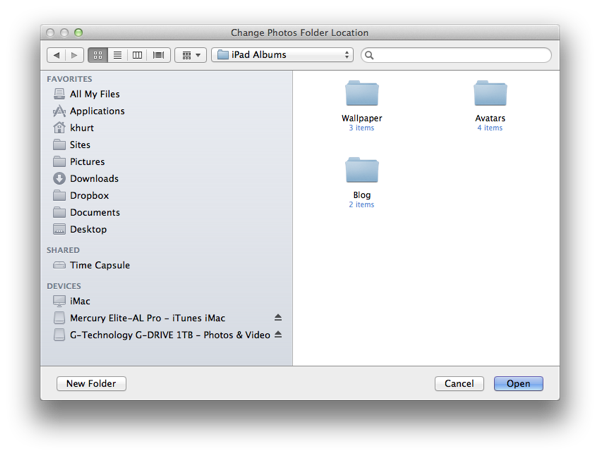 Change Photos Folder Location
iPad Albums
FAVORITES
All My Files
Applications
khurt
Sites
Pictures
Downloads
Dropbox
Documents
Desktop
SHARED
Time Capsule
DEVICES
iMac
Mercury Elite-AL Pro - iTunes iMac
G-Technology G-DRIVE 1TB - Photos & Video
Wallpaper
3 items
Avatars
4 items
Blog
2 items
New Folder
Cancel
Open